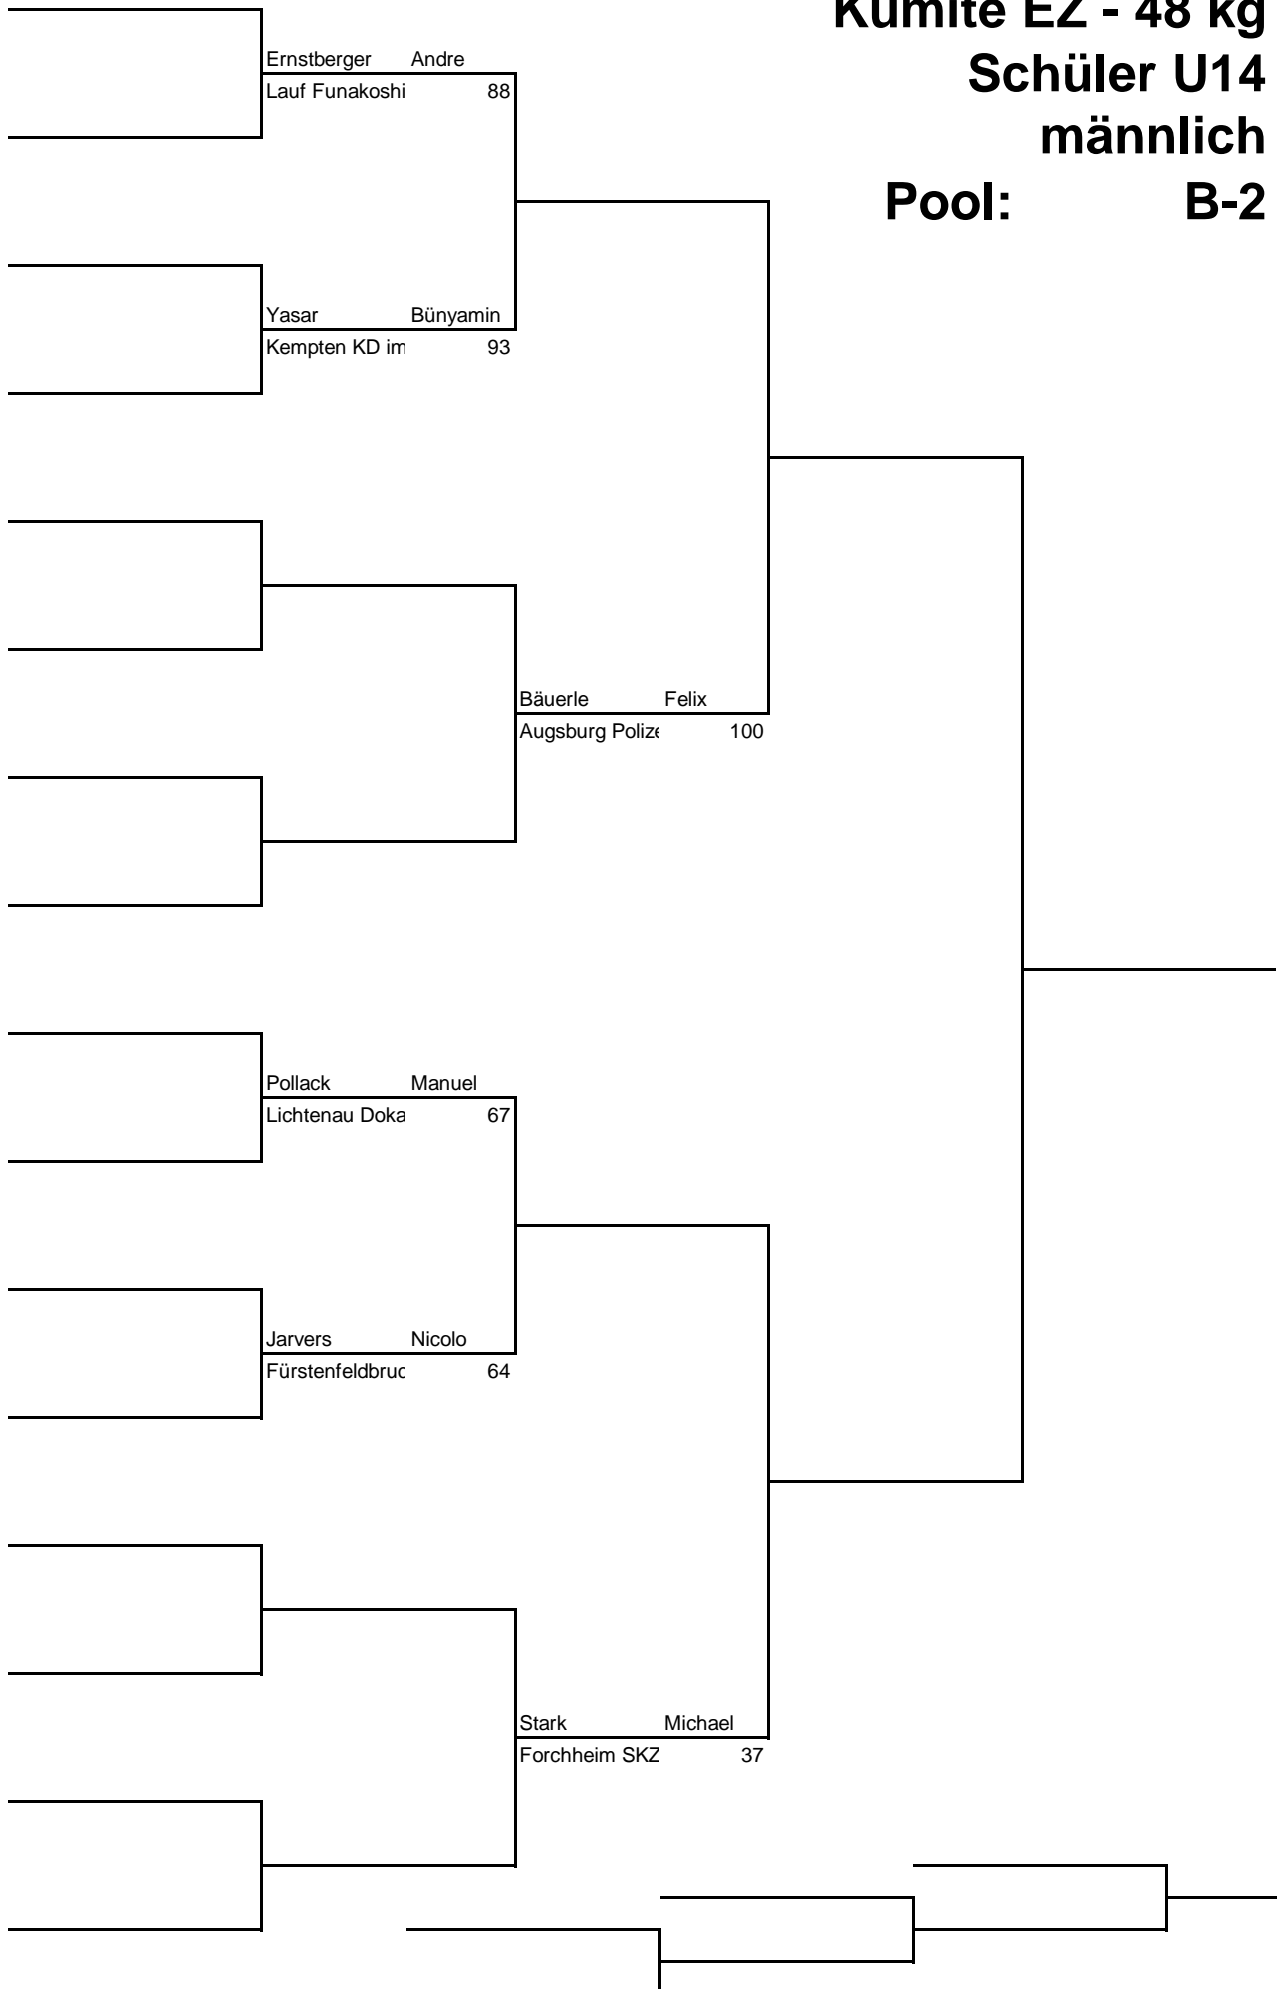 Kumite EZ - 48 kg
Schüler U14
männlich
Pool: B-2
Ernstberger Andre
Lauf Funakoshi 88
Yasar Bünyamin
Kempten KD im 93
Bäuerle Felix
Augsburg Polize 100
Pollack Manuel
Lichtenau Doka 67
Jarvers Nicolo
Fürstenfeldbruc 64
Stark Michael
Forchheim SKZ 37